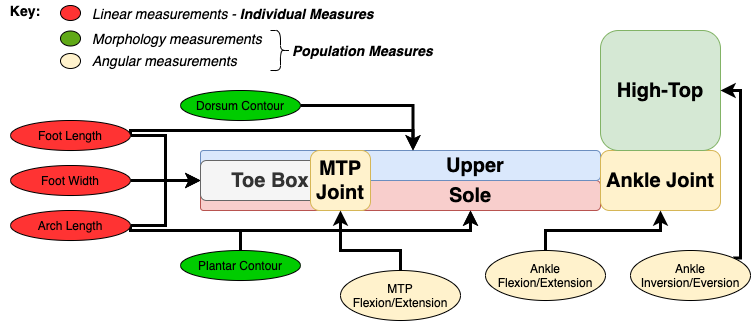 Key:
Linear measurements - Individual Measures
Morphology measurements
Angular measurements
Population Measures
High-Top
Dorsum Contour
Foot Length
Foot Width
Arch Length
Toe Box
MTP
Joint
Upper
Sole
Ankle Joint
Plantar Contour
MTP
Flexion/Extension
Ankle
Flexion/Extension
Ankle
Inversion/Eversion